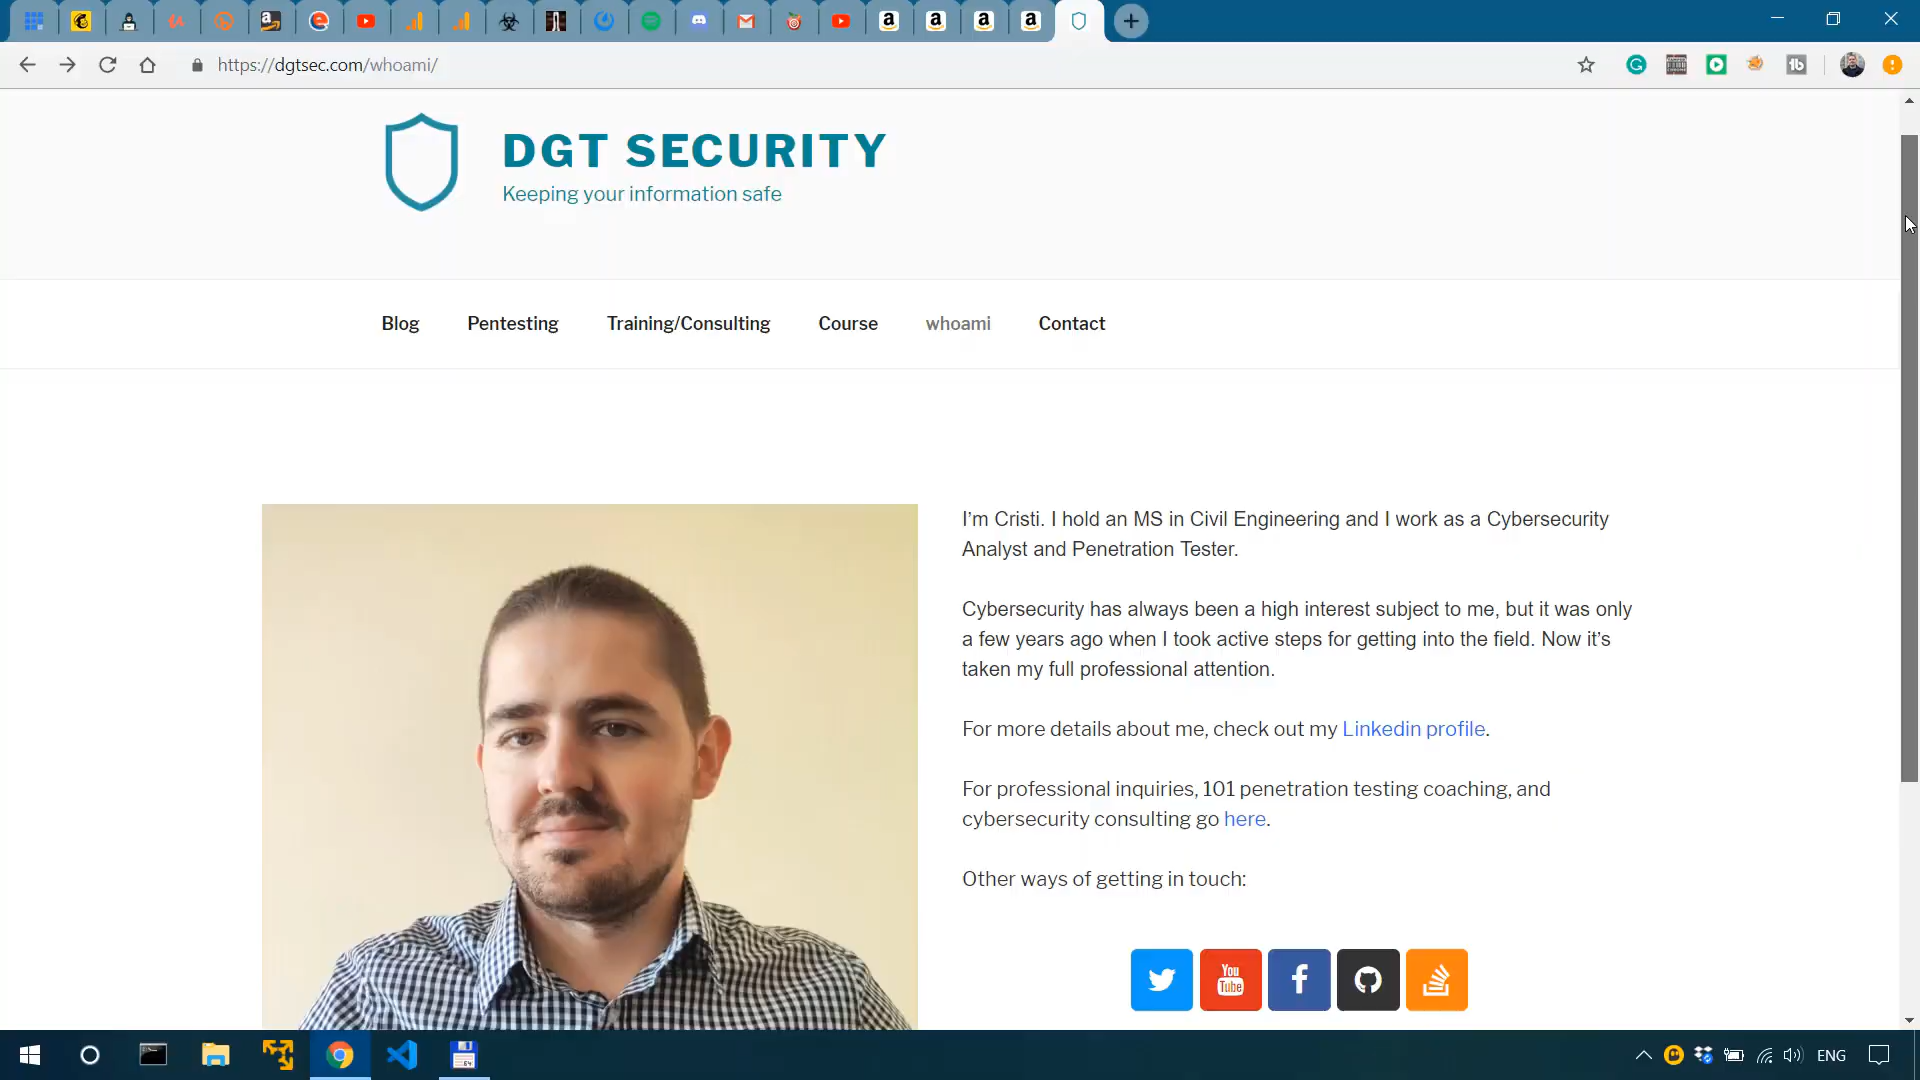 https://dgtsec.com/whoami/
DGT SECURITY
Keeping your information safe
Blog Pentesting Training/Consulting Course whoami Contact
I'm Cristi. I hold an MS in Civil Engineering and I work as a Cybersecurity
Analyst and Penetration Tester.
Cybersecurity has always been a high interest subject to me, but it was only
a few years ago when I took active steps for getting into the field. Now it's
taken my full professional attention.
For more details about me, check out my Linkedin profile.
For professional inquiries, 101 penetration testing coaching, and
cybersecurity consulting go here.
Other ways of getting in touch:
You
Tube
ENG